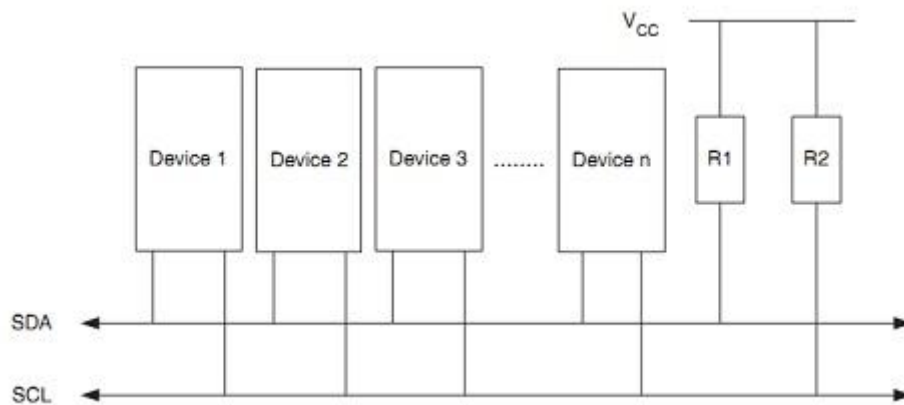 VCC
Device 1
Device 2
Device 3
........
Device n
R1
R2
SDA
SCL